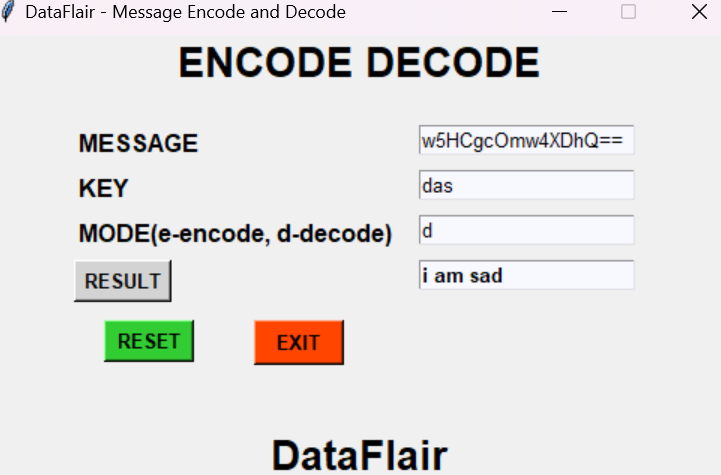 DataFlair - Message Encode and Decode
ENCODE DECODE
MESSAGE w5HCgcOmw4XDhQ==
KEY das
MODE(e-encode, d-decode) d
RESULT i am sad
RESET EXIT
DataFlair